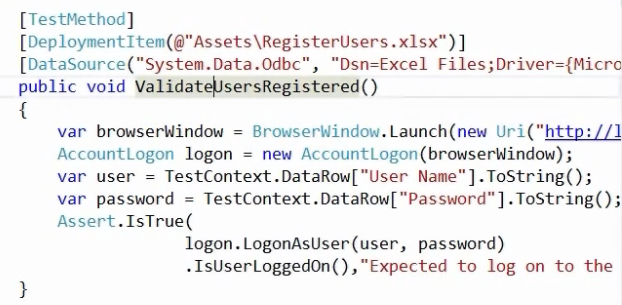 [TestMethod]
[DeploymentItem(@"Assets\RegisterUsers.xlsx")]
[DataSource("System.Data.Odbc", "Dsn=Excel Files;Driver={Micro
public void ValidateUsersRegistered()
{
var browserWindow = BrowserWindow.Launch(new Uri("http://l
AccountLogon logon = new AccountLogon(browserWindow);
var user = TestContext.DataRow["User Name"].ToString();
var password = TestContext.DataRow["Password"].ToString();
Assert.IsTrue(
logon.LogonAsUser(user, password)
.IsUserLoggedOn(),"Expected to log on to the
}